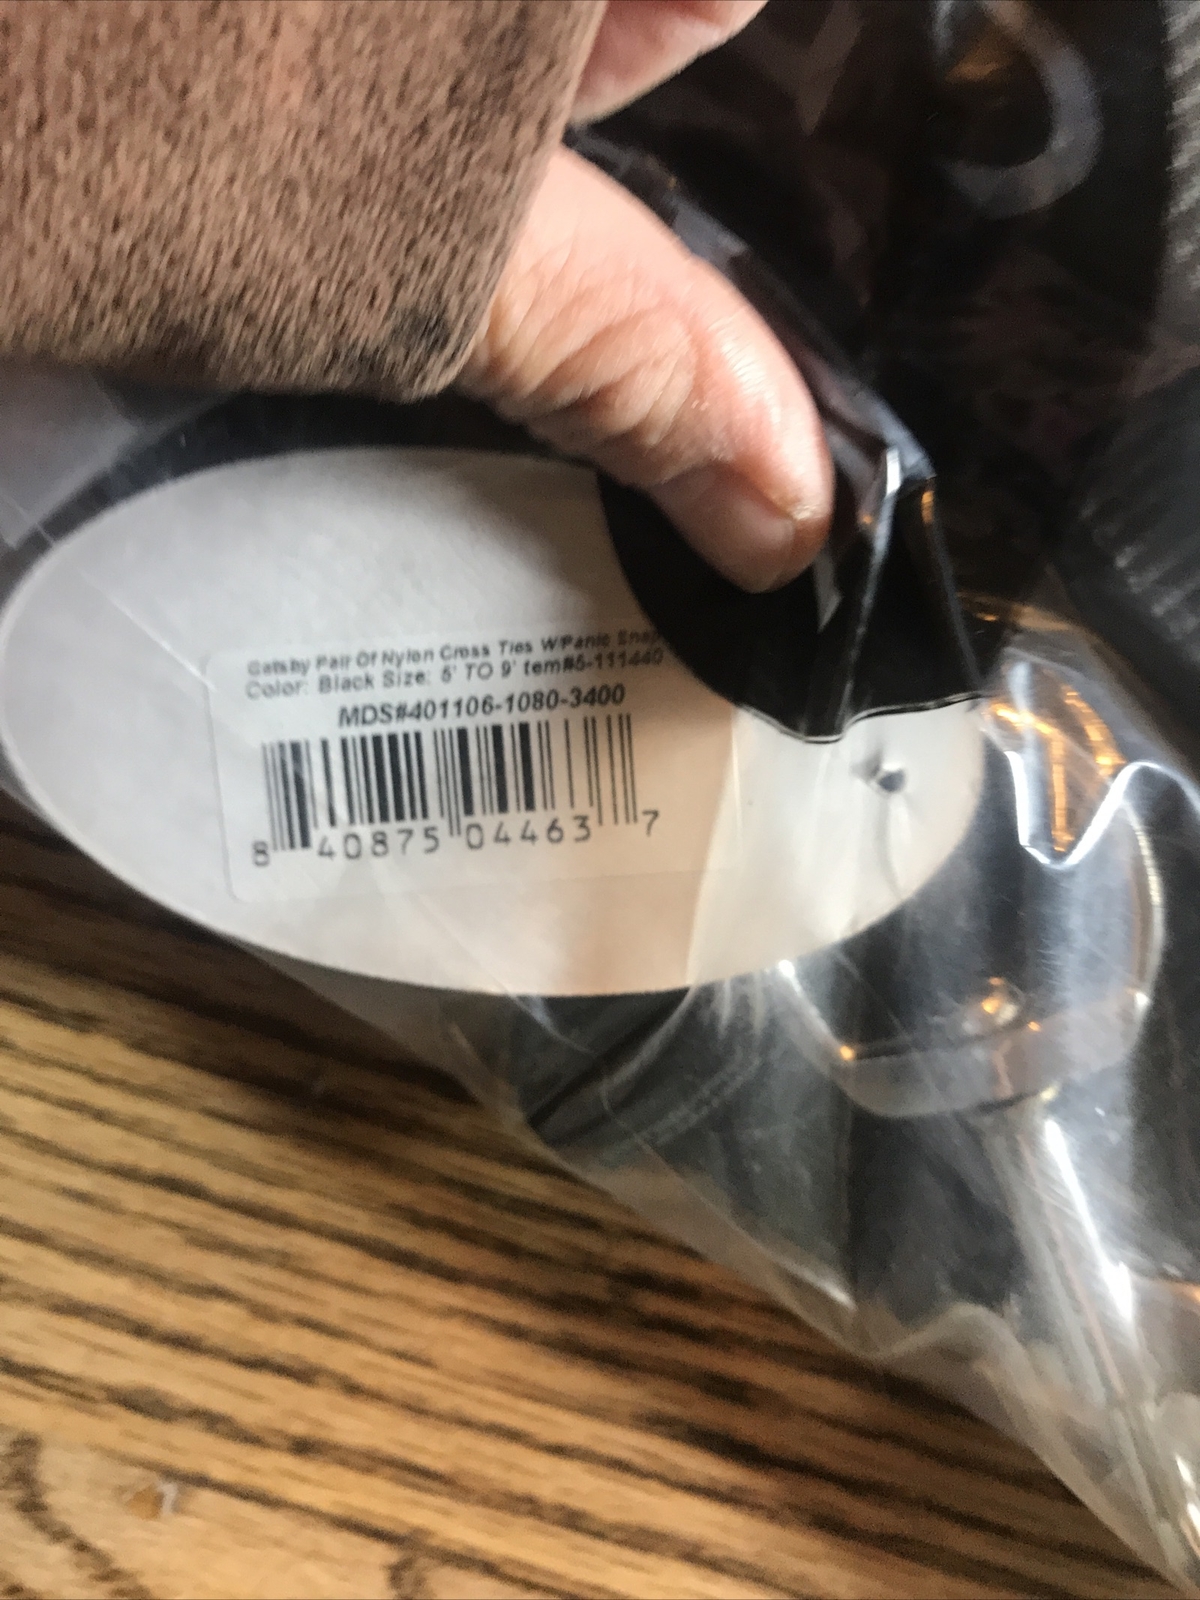 Gatsby Pair Of Nylon Cross Ties W/Panic Snap
Color: Black Size: 5' TO 9' tem#5-111440
MDS#401106-1080-3400
8 40875 04463 7